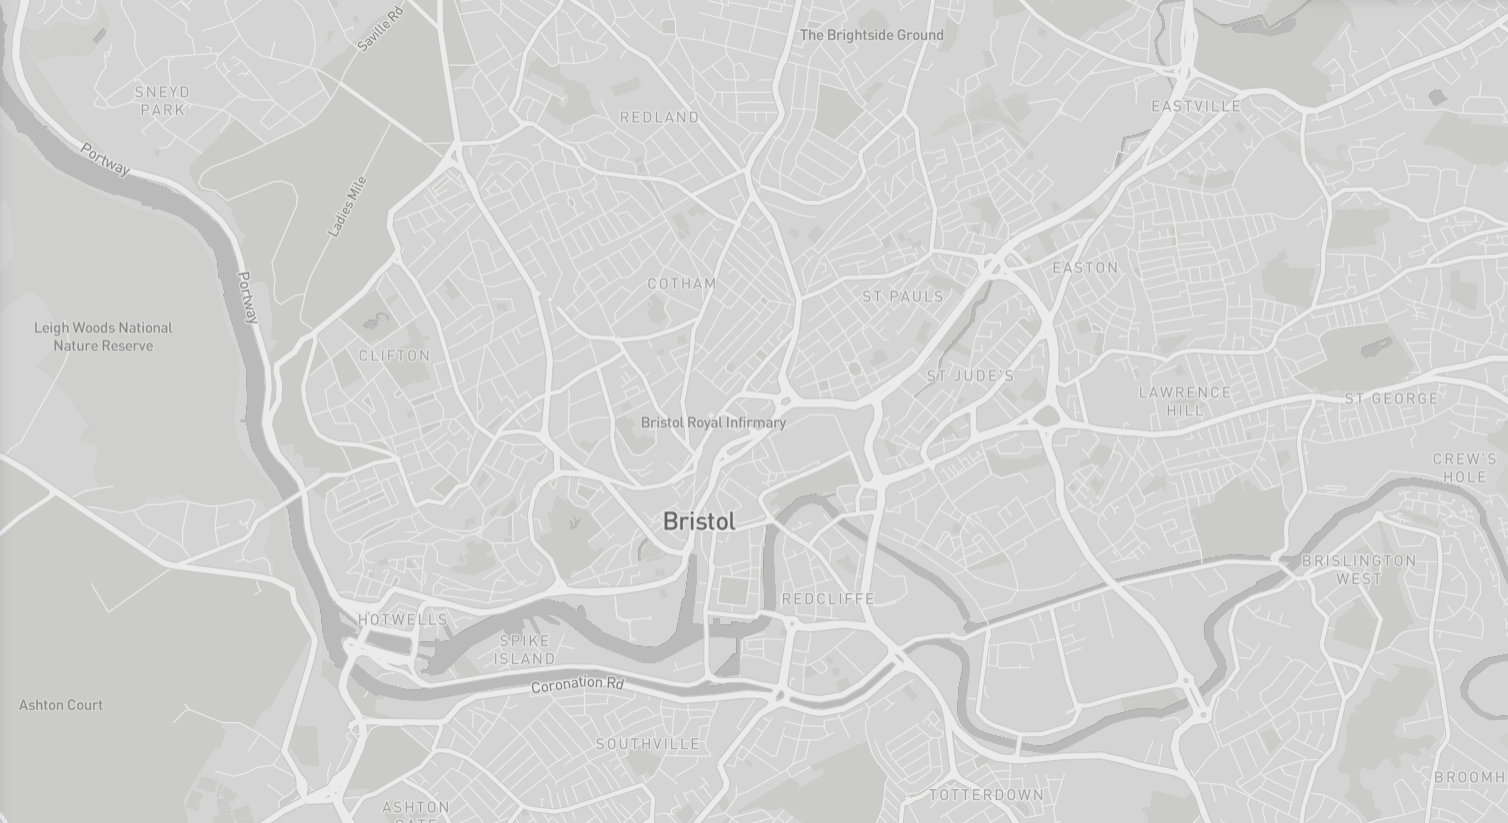 Saville Rd
The Brightside Ground
SNEYD
PARK
EASTVILLE
REDLAND
Portway
Ladies Mile
EASTON
Portway
COTHAM
ST PAULS
Leigh Woods National
Nature Reserve
CLIFTON
ST JUDE'S
LAWRENCE
HILL
ST GEORGE
Bristol Royal Infirmary
CREW'S
HOLE
Bristol
BRISLINGTON
WEST
REDCLIFFE
HOTWELLS
SPIKE
ISLAND
Coronation Rd
Ashton Court
SOUTHVILLE
BROOMH
TOTTERDOWN
ASHTON